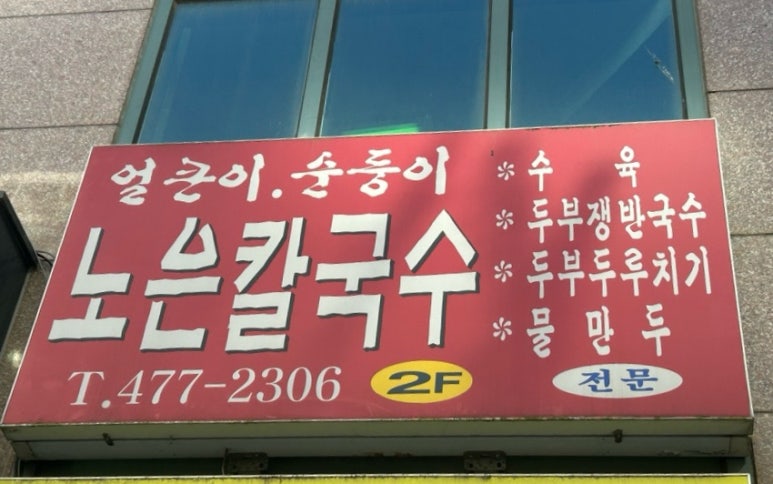 얼큰이. 순둥이
노은칼국수
T.477-2306 2F
※ 수 육
※ 두부쟁반국수
※ 두부두루치기
※ 물만두
전문